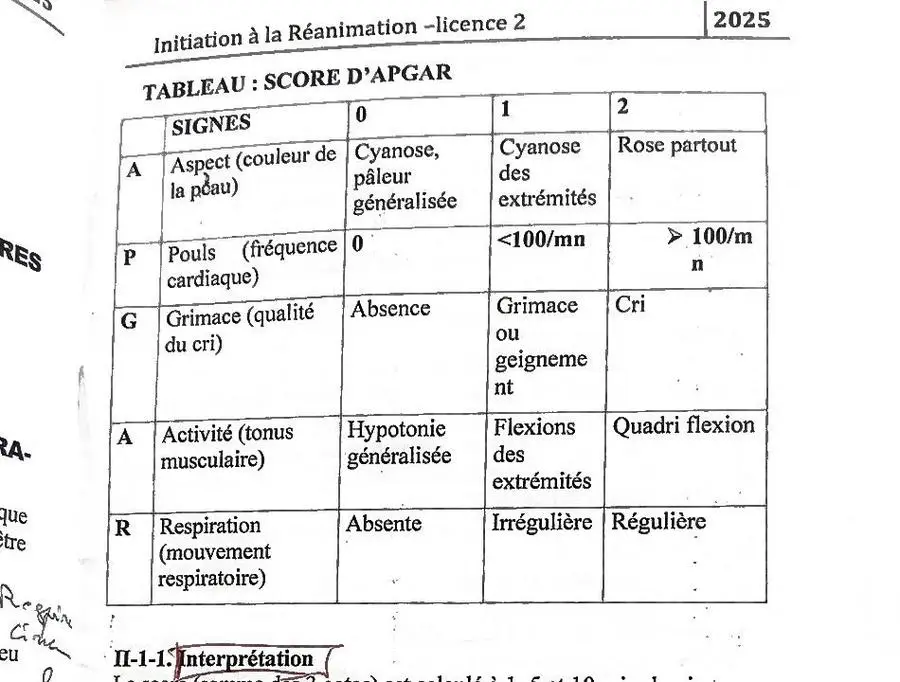 Initiation à la Réanimation –licence 2
2025
TABLEAU : SCORE D'APGAR
SIGNES 0 1 2
A Aspect (couleur de la peau) Cyanose, pâleur généralisée Cyanose des extrémités Rose partout
P Pouls (fréquence cardiaque) 0 <100/mn ➢ 100/m n
G Grimace (qualité du cri) Absence Grimace ou geigneme nt Cri
A Activité (tonus musculaire) Hypotonie généralisée Flexions des extrémités Quadri flexion
R Respiration (mouvement respiratoire) Absente Irrégulière Régulière
II-1-1. Interprétation
RES
RA-
que
être
eu